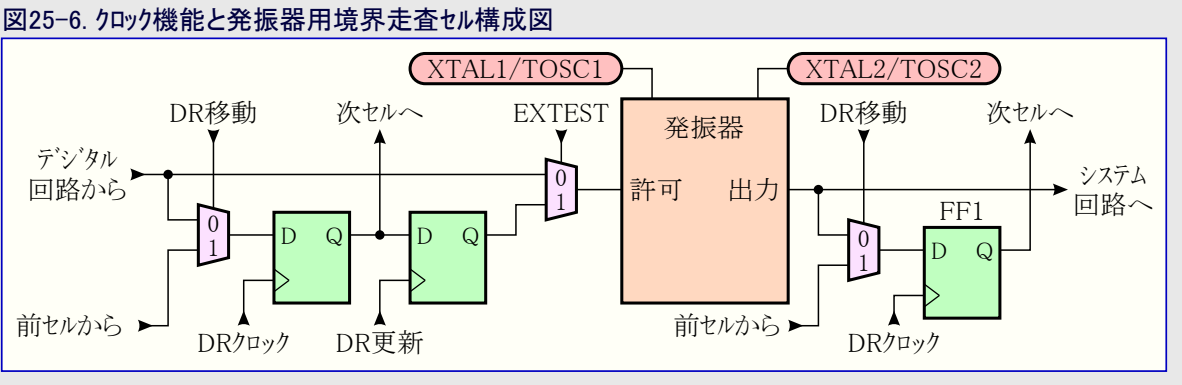 図25-6. ｸﾛｯｸ機能と発振器用境界走査ｾﾙ構成図
XTAL1/TOSC1
XTAL2/TOSC2
DR移動
次ｾﾙへ
EXTEST
発振器
DR移動
次ｾﾙへ
ﾃﾞｼﾞﾀﾙ
回路から
0
1
許可
出力
ｼｽﾃﾑ
回路へ
0
1
D
Q
D
Q
0
1
FF1
D
Q
前ｾﾙから
DRｸﾛｯｸ
DR更新
前ｾﾙから
DRｸﾛｯｸ